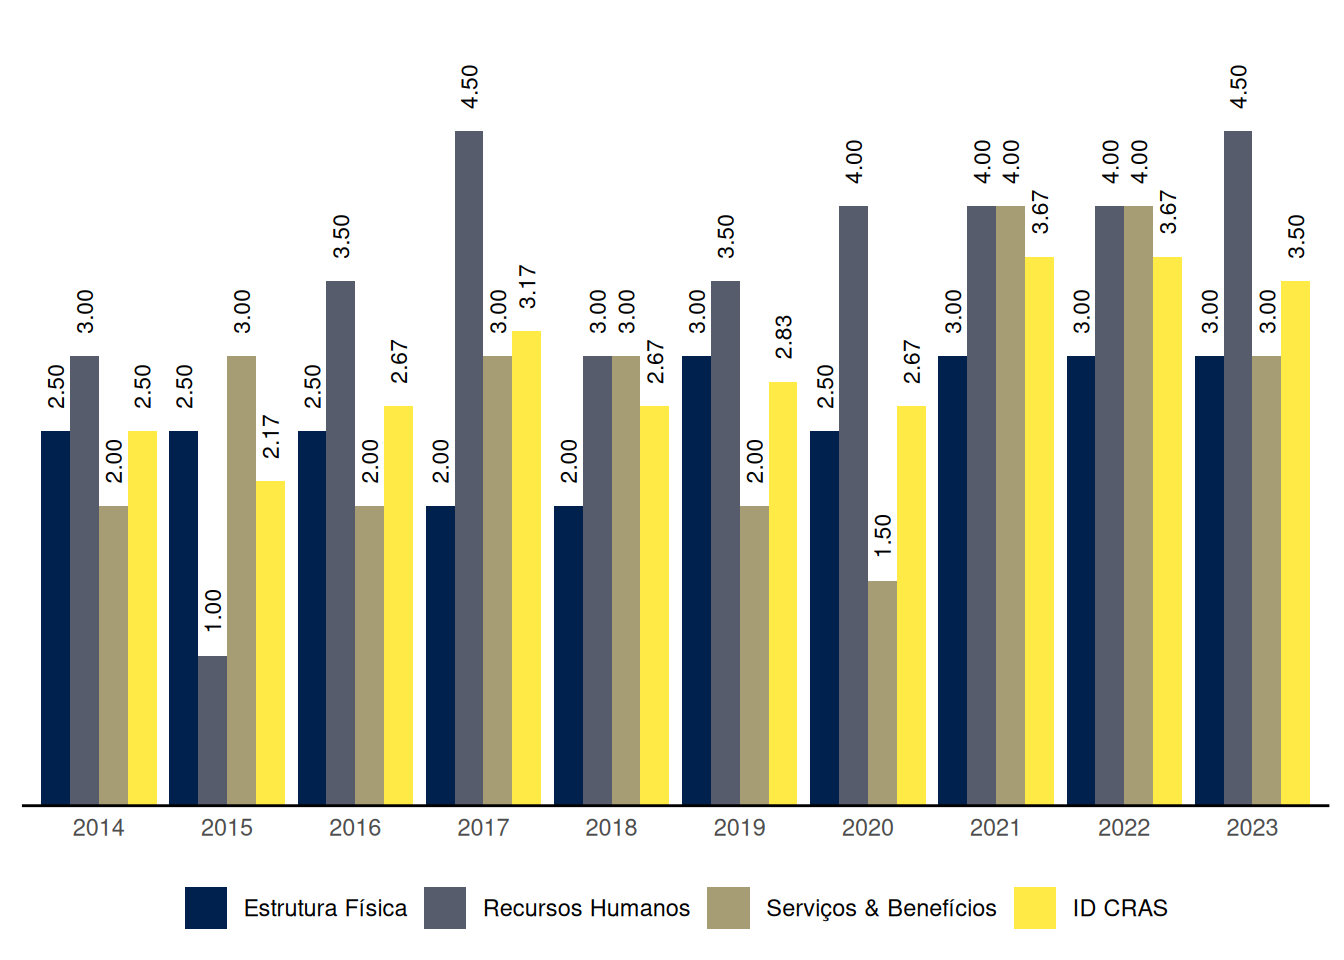 4.50 4.50
4.00 4.00 4.00 4.00 4.00
3.50 3.67 3.67 3.50 3.50
3.00 3.00 3.00 3.17 3.00 3.00 3.00 3.00 3.00 3.00 3.00
2.50 2.50 2.50 2.50 2.67 2.67 2.83 2.50 2.67
2.00 2.17 2.00 2.00 2.00 2.00
1.50
1.00
2014 2015 2016 2017 2018 2019 2020 2021 2022 2023
Estrutura Física Recursos Humanos Serviços & Benefícios ID CRAS